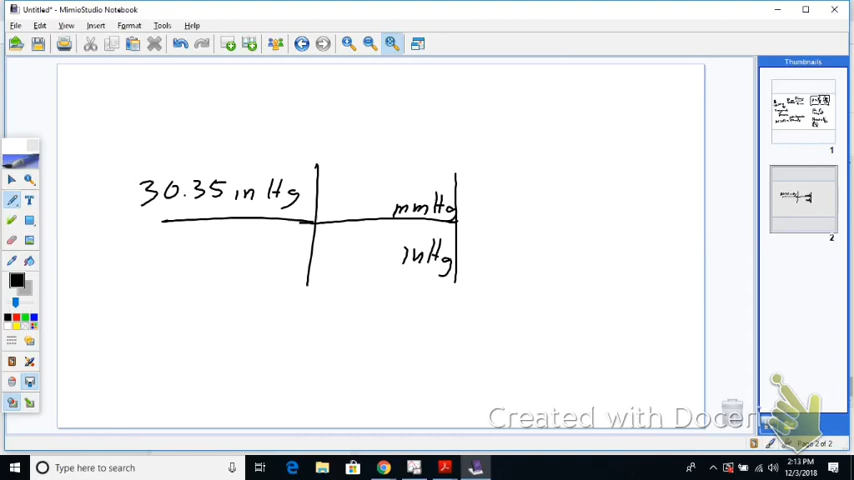 Untitled* - MimioStudio Notebook
File Edit View Insert Format Tools Help
Thumbnails
30.35 in Hg
mmHg
inHg
1
2
Created with Doceri
Page 2 of 2
Type here to search
2:13 PM
12/3/2018